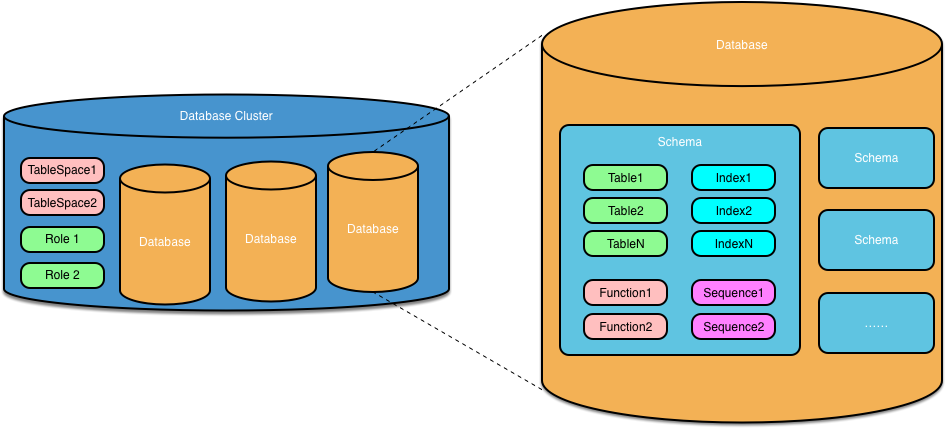 Database Cluster
TableSpace1
TableSpace2
Role 1
Role 2
Database
Database
Database
Database
Schema
Table1
Index1
Table2
Index2
TableN
IndexN
Function1
Sequence1
Function2
Sequence2
Schema
Schema
......